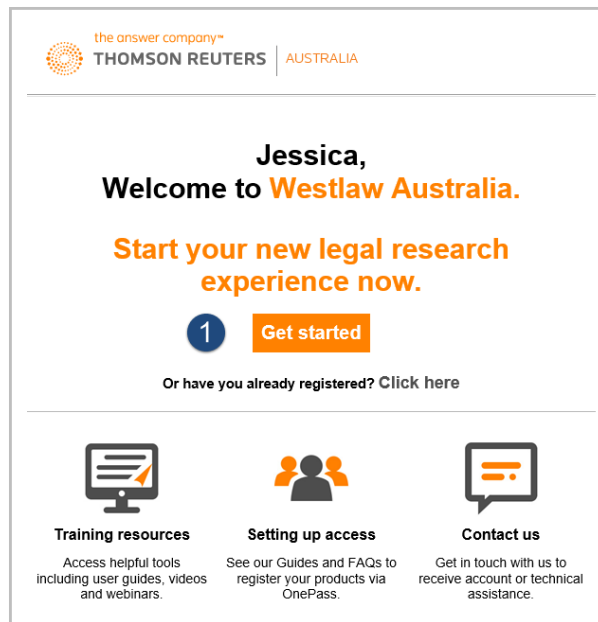 the answer company™
THOMSON REUTERS
AUSTRALIA
Jessica,
Welcome to Westlaw Australia.
Start your new legal research
experience now.
1
Get started
Or have you already registered? Click here
Training resources
Access helpful tools
including user guides, videos
and webinars.
Setting up access
See our Guides and FAQs to
register your products via
OnePass.
Contact us
Get in touch with us to
receive account or technical
assistance.